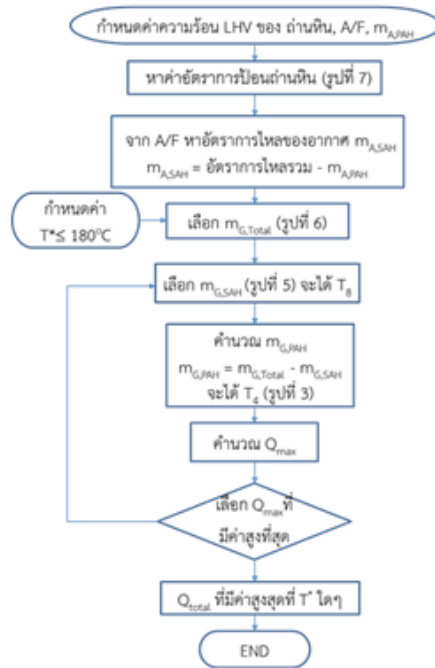 กำหนดค่าความร้อน LHV ของ ถ่านหิน, A/F, m_A,PAH
หาค่าอัตราการป้อนถ่านหิน (รูปที่ 7)
จาก A/F หาอัตราการไหลของอากาศ m_A,SAH
m_A,SAH = อัตราการไหลรวม - m_A,PAH
กำหนดค่า
T*≤ 180°C
เลือก m_G,Total (รูปที่ 6)
เลือก m_G,SAH (รูปที่ 5) จะได้ T_8
คำนวณ m_G,PAH
m_G,PAH = m_G,Total - m_G,SAH
จะได้ T_4 (รูปที่ 3)
คำนวณ Q_max
เลือก Q_maxที่
มีค่าสูงที่สุด
Q_total ที่มีค่าสูงสุดที่ T* ใดๆ
END